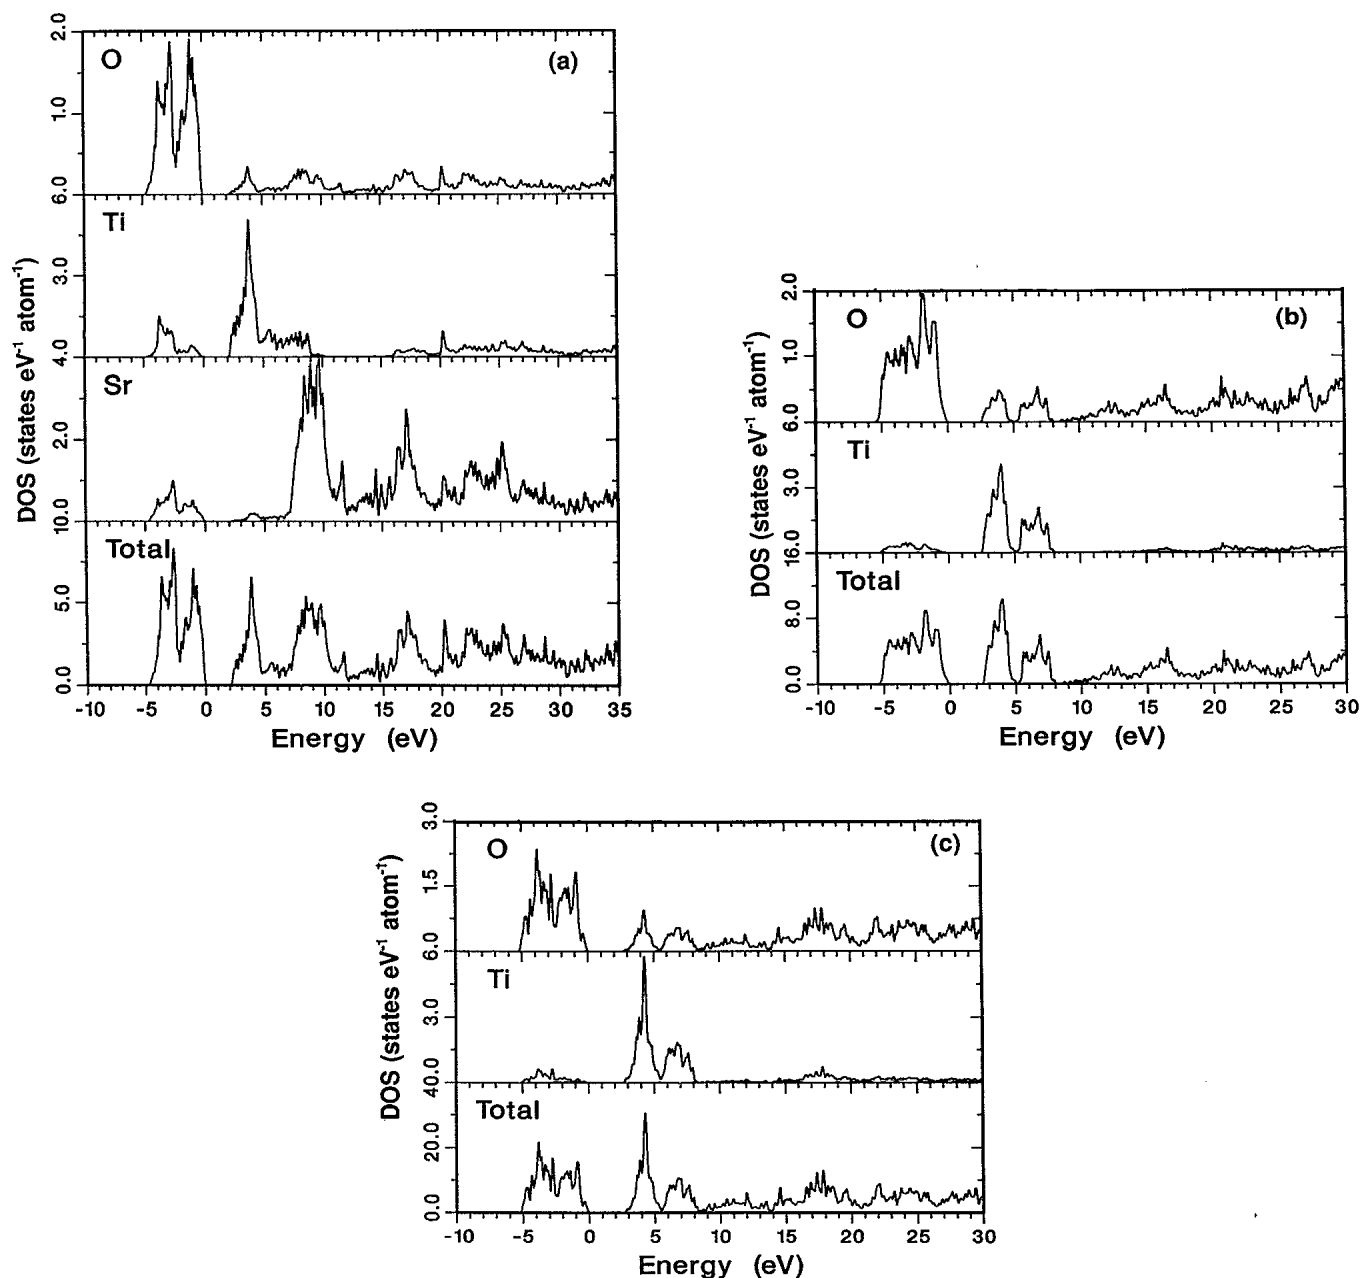 DOS (states eV⁻¹ atom⁻¹)
2.0
O
(a)
1.0
6.0
Ti
3.0
4.0
Sr
2.0
10.0
Total
5.0
0.0
-10 -5 0 5 10 15 20 25 30 35
Energy (eV)
DOS (states eV⁻¹ atom⁻¹)
2.0
O
(b)
1.0
6.0
Ti
3.0
16.0
Total
8.0
0.0
-10 -5 0 5 10 15 20 25 30
Energy (eV)
DOS (states eV⁻¹ atom⁻¹)
3.0
O
(c)
1.5
6.0
Ti
3.0
40.0
Total
20.0
0.0
-10 -5 0 5 10 15 20 25 30
Energy (eV)